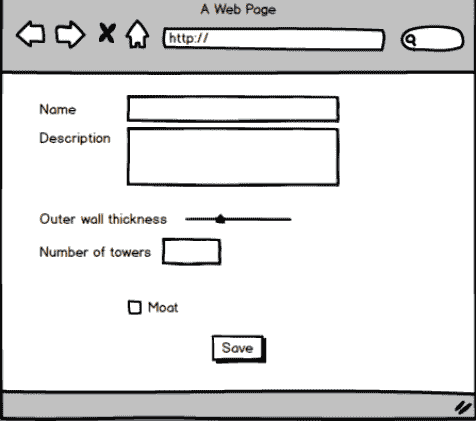 A Web Page
http://
Name
Description
Outer wall thickness
Number of towers
Moat
Save